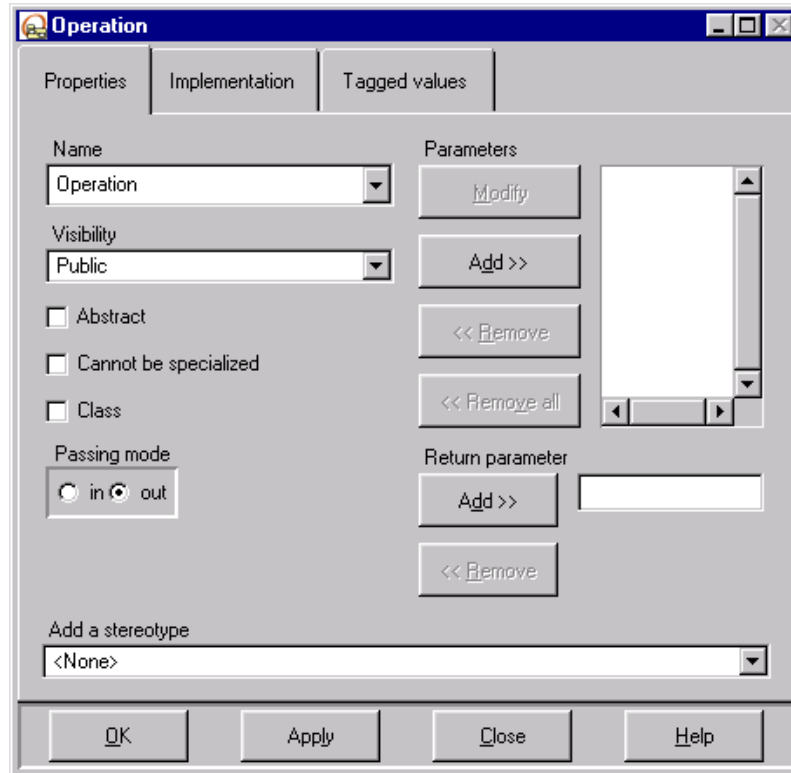 Operation
Properties
Implementation
Tagged values
Name
Operation
Visibility
Public
Abstract
Cannot be specialized
Class
Passing mode
in out
Parameters
Modify
Add >>
<< Remove
<< Remove all
Return parameter
Add >>
<< Remove
Add a stereotype
<None>
OK
Apply
Close
Help